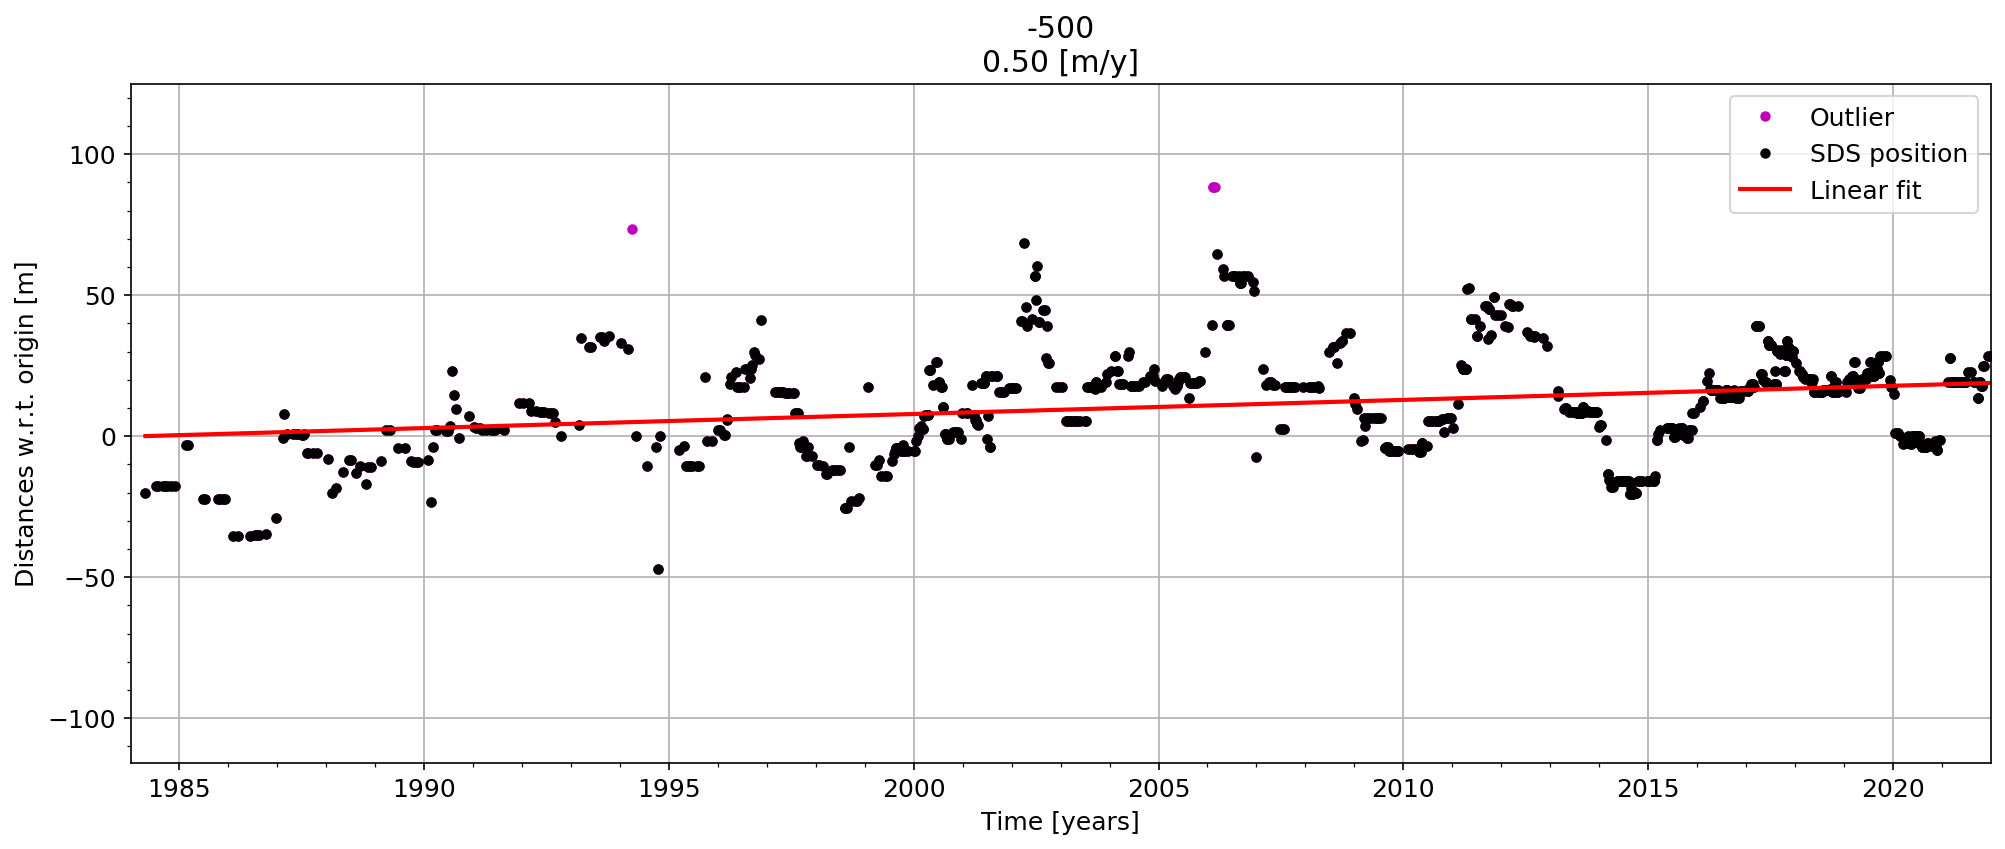 -500
0.50 [m/y]
Distances w.r.t. origin [m]
100
50
0
−50
−100
Outlier
SDS position
Linear fit
1985 1990 1995 2000 2005 2010 2015 2020
Time [years]